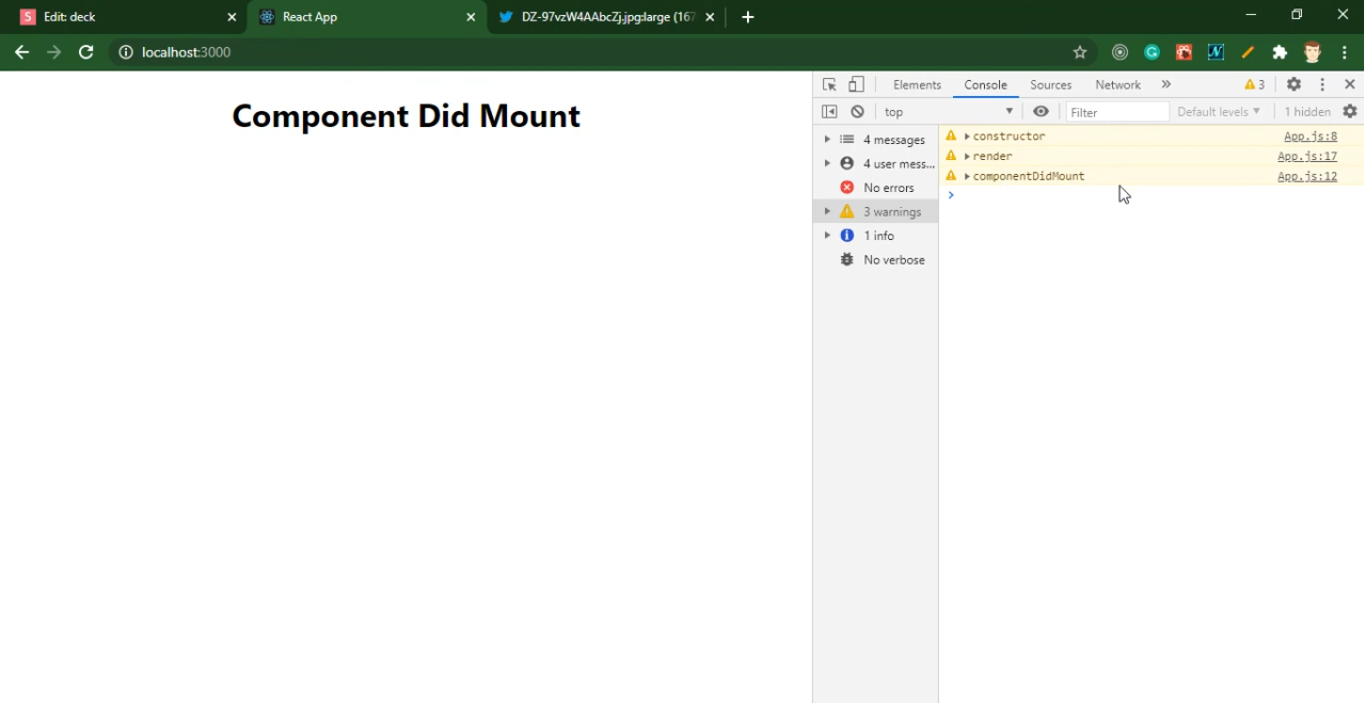 S Edit: deck
React App
DZ-97vzW4AAbcZj.jpg:large (167
localhost:3000
Elements Console Sources Network 3
top Filter Default levels 1 hidden
Component Did Mount
4 messages
4 user mess...
No errors
3 warnings
1 info
No verbose
constructor App.js:8
render App.js:17
componentDidMount App.js:12